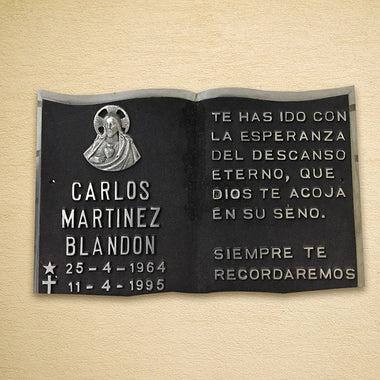 CARLOS
MARTINEZ
BLANDON
25-4-1964
11-4-1995
TE HAS IDO CON
LA ESPERANZA
DEL DESCANSO
ETERNO, QUE
DIOS TE ACOJA
EN SU SENO.
SIEMPRE TE
RECORDAREMOS